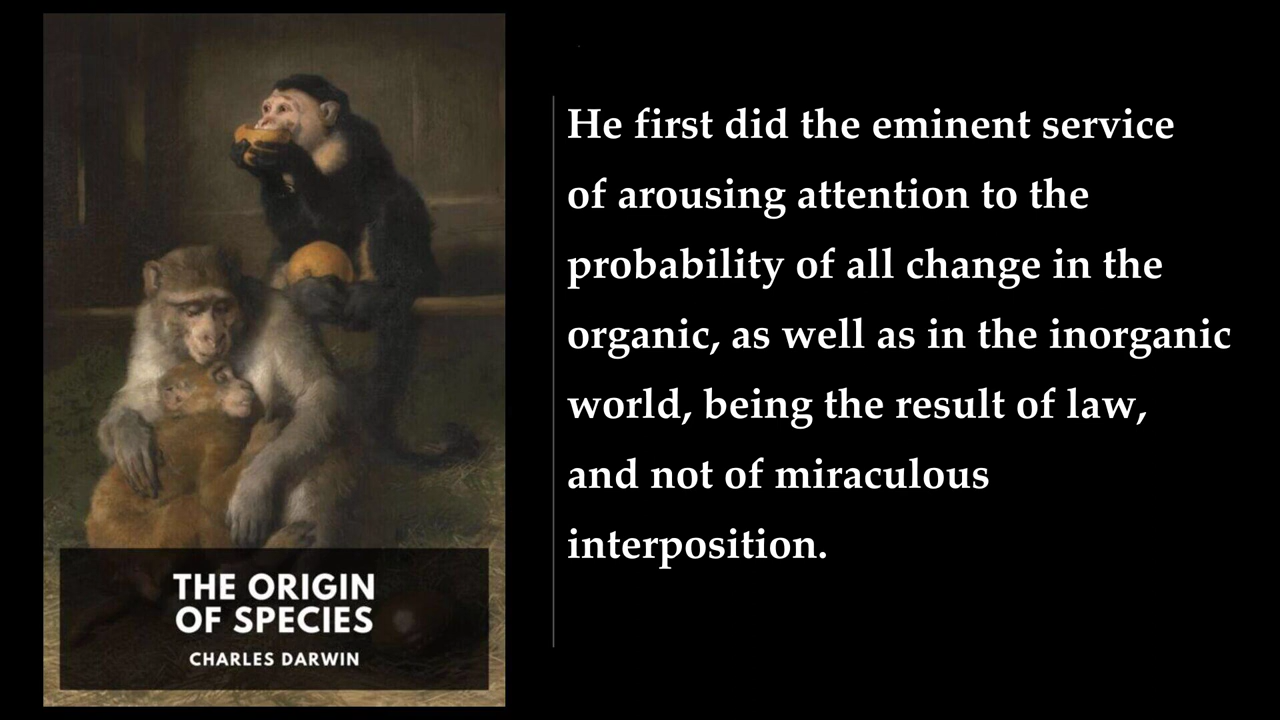 THE ORIGIN
OF SPECIES
CHARLES DARWIN
He first did the eminent service
of arousing attention to the
probability of all change in the
organic, as well as in the inorganic
world, being the result of law,
and not of miraculous
interposition.